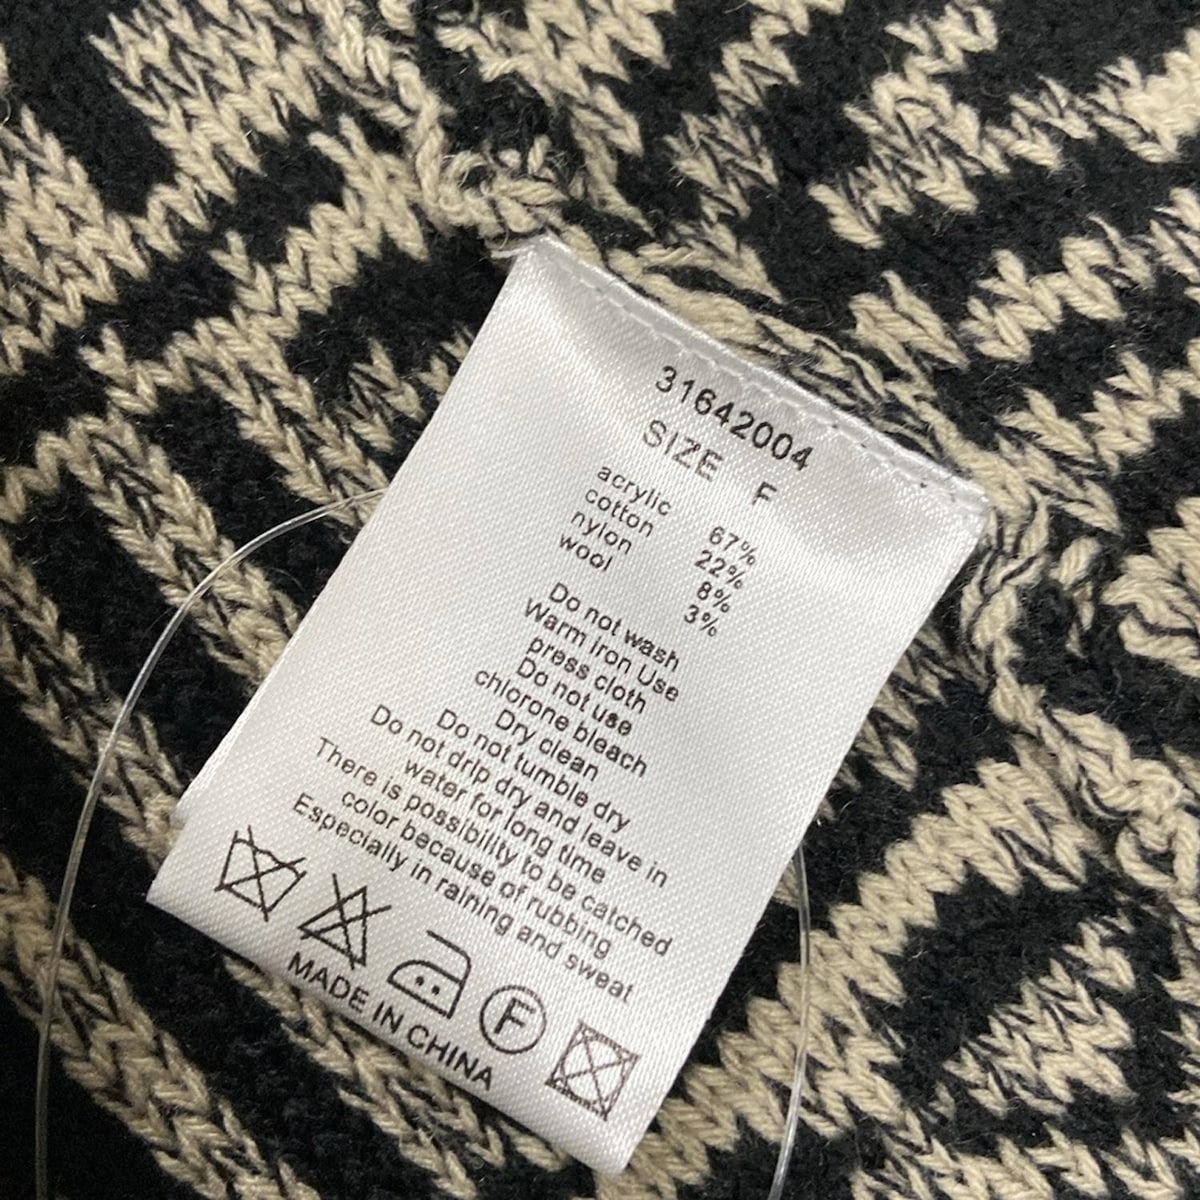 31642004
SIZE F
acrylic 67%
cotton 22%
nylon 8%
wool 3%
Do not wash
Warm iron Use
press cloth
Do not use
chlorone bleach
Dry clean
Do not tumble dry
Do not drip dry and leave in
water for long time
There is possibility to be catched
color because of rubbing
Especially in raining and sweat
F
MADE IN CHINA